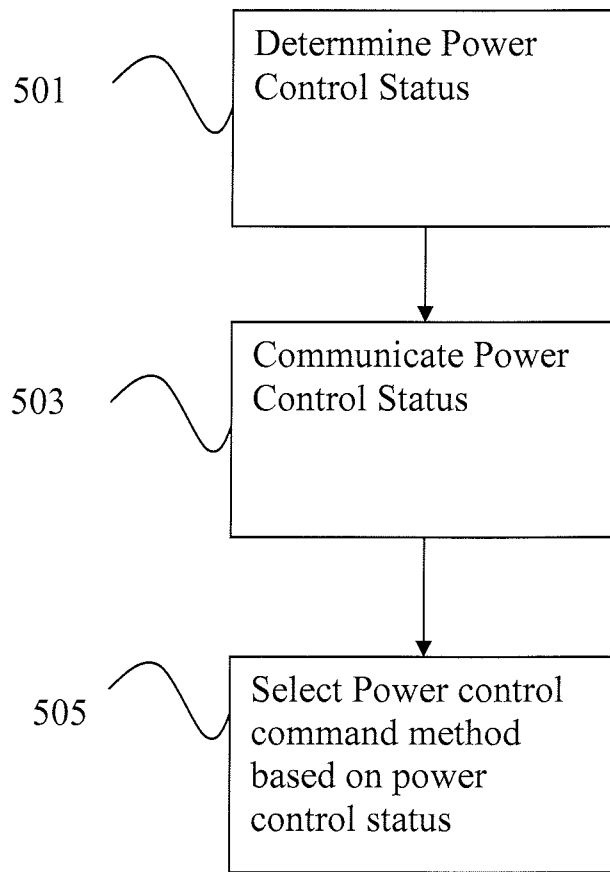 501
Deternmine Power
Control Status
503
Communicate Power
Control Status
505
Select Power control
command method
based on power
control status